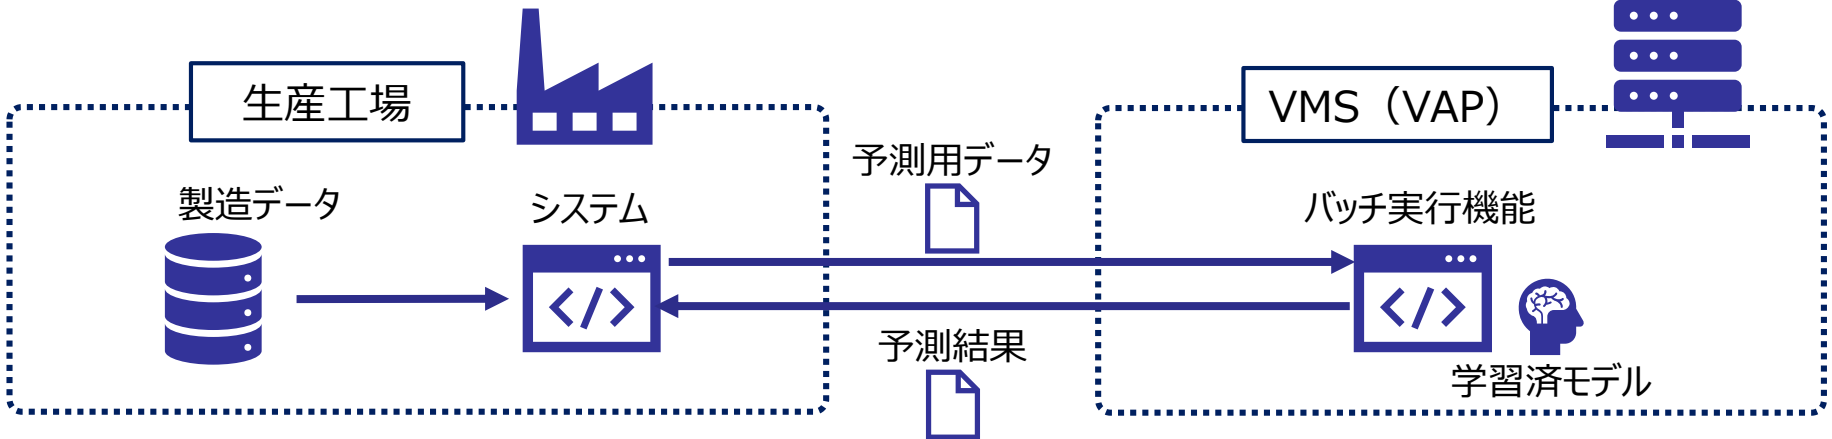 生産工場
VMS（VAP）
予測用データ
製造データ
システム
バッチ実行機能
予測結果
学習済モデル